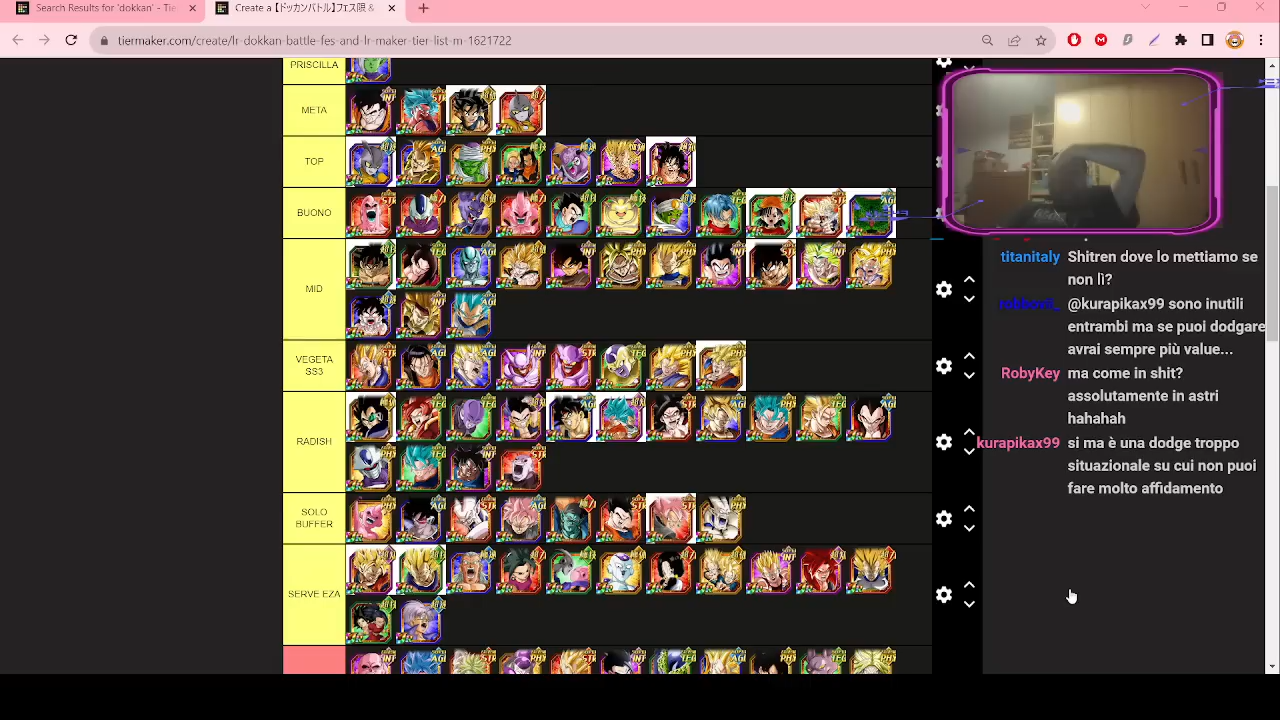 Search Results for 'dokkan' - Tier
Create a 【ドッカンバトル】フェス限 &
tiermaker.com/create/lr-dokkan-battle-fes-and-lr-maker-tier-list-m-1621722
PRISCILLA
META
TOP
BUONO
MID
VEGETA
SS3
RADISH
SOLO
BUFFER
SERVE EZA
titanitaly Shitren dove lo mettiamo se
non lì?
@kurapikax99 sono inutili
entrambi ma se puoi dodgare
avrai sempre più value...
RobyKey ma come in shit?
assolutamente in astri
hahahah
kurapikax99 si ma è una dodge troppo
situazionale su cui non puoi
fare molto affidamento